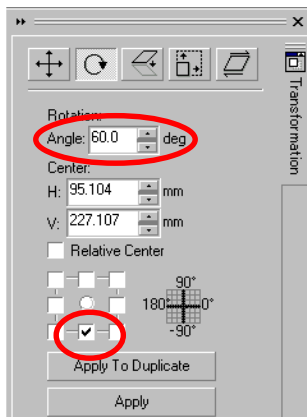 Rotation:
Angle: 60.0 deg
Center:
H: 95.104 mm
V: 227.107 mm
Relative Center
90°
180° 0°
-90°
Apply To Duplicate
Apply
Transformation